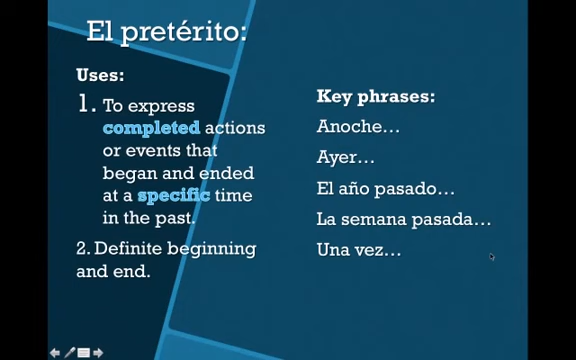 El pretérito:
Uses:
1. To express
completed actions
or events that
began and ended
at a specific time
in the past.
2. Definite beginning
and end.
Key phrases:
Anoche…
Ayer…
El año pasado…
La semana pasada…
Una vez…